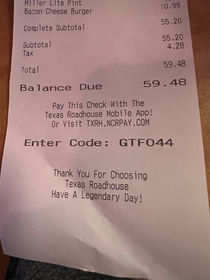 Miller Lite Pint
Bacon Cheese Burger 10.99
Complete Subtotal 55.20
Subtotal 55.20
Tax 4.28
Total 59.48
Balance Due 59.48
Pay This Check With The
Texas Roadhouse Mobile App!
Or Visit TXRH.NCRPAY.COM
Enter Code: GTF044
Thank You For Choosing
Texas Roadhouse
Have A Legendary Day!